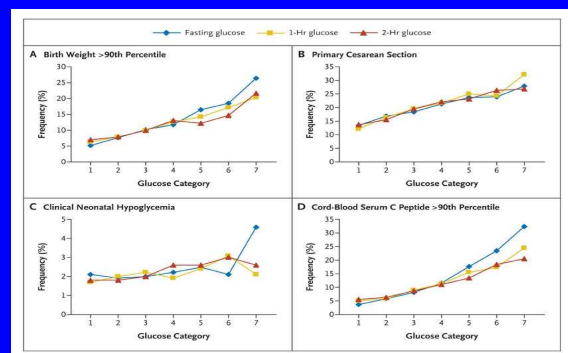 Fasting glucose 1-Hr glucose 2-Hr glucose
A Birth Weight >90th Percentile
Frequency (%)
30
25
20
15
10
5
0
1 2 3 4 5 6 7
Glucose Category
B Primary Cesarean Section
Frequency (%)
35
30
25
20
15
10
5
0
1 2 3 4 5 6 7
Glucose Category
C Clinical Neonatal Hypoglycemia
Frequency (%)
5
4
3
2
1
0
1 2 3 4 5 6 7
Glucose Category
D Cord-Blood Serum C Peptide >90th Percentile
Frequency (%)
35
30
25
20
15
10
5
0
1 2 3 4 5 6 7
Glucose Category